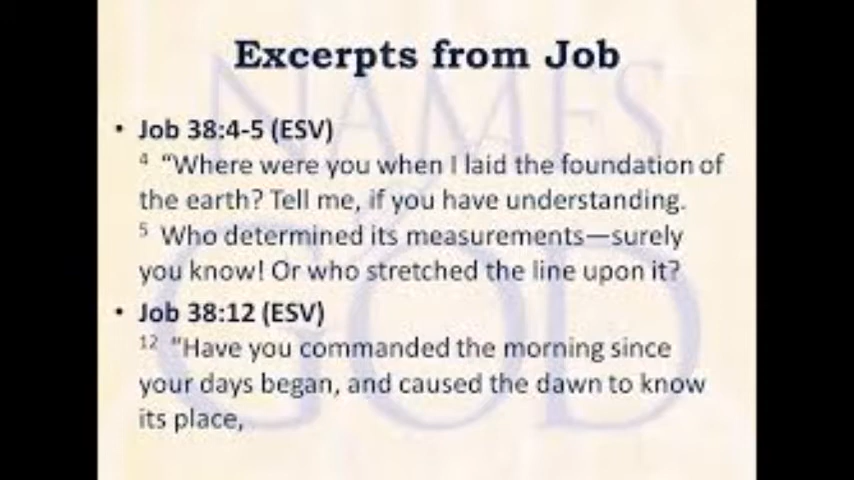 Excerpts from Job
• Job 38:4-5 (ESV)
4 “Where were you when I laid the foundation of
the earth? Tell me, if you have understanding.
5 Who determined its measurements—surely
you know! Or who stretched the line upon it?
• Job 38:12 (ESV)
12 “Have you commanded the morning since
your days began, and caused the dawn to know
its place,
NAMES
of
GOD